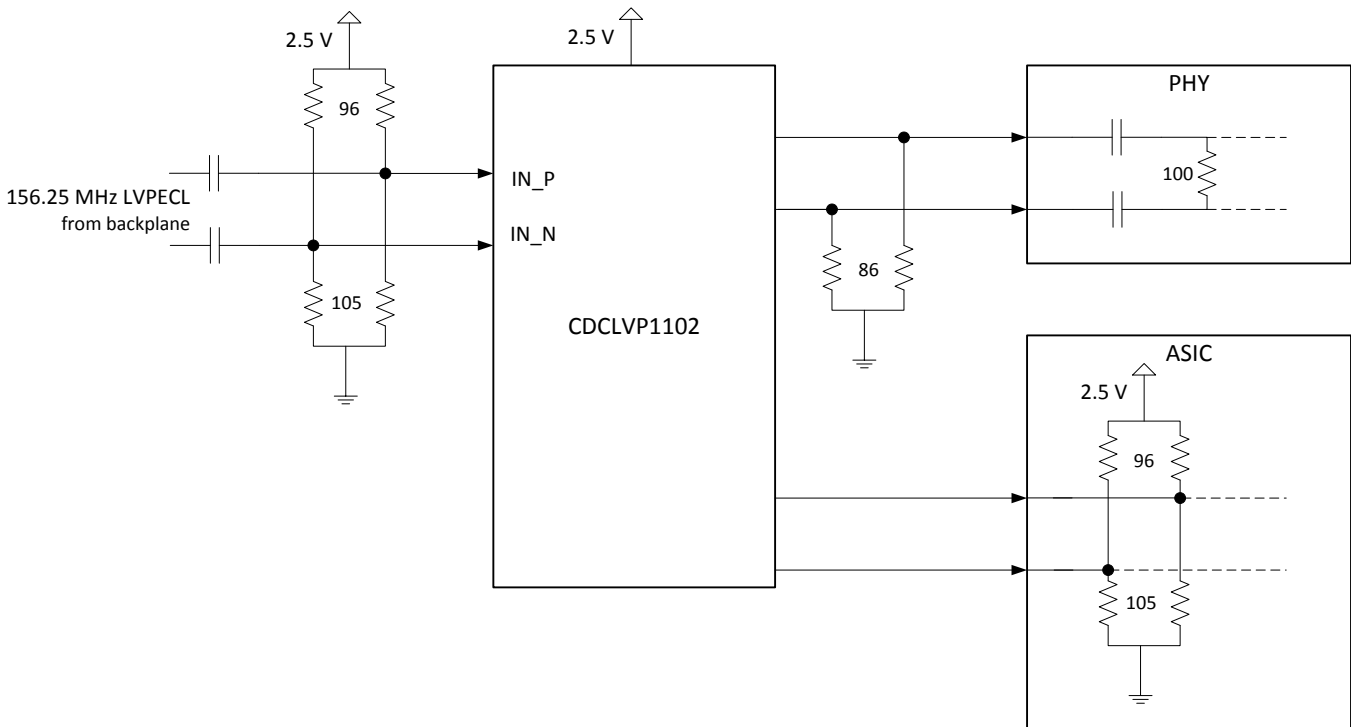 2.5 V
96
156.25 MHz LVPECL
from backplane
105
2.5 V
IN_P
IN_N
CDCLVP1102
86
PHY
100
ASIC
2.5 V
96
105